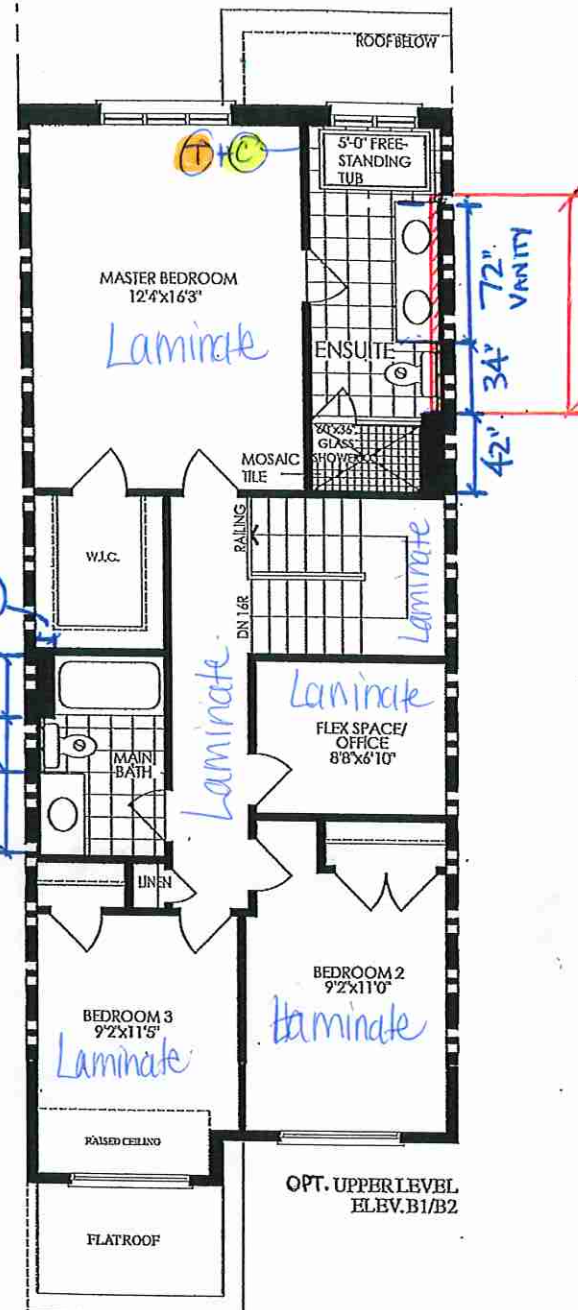 ROOF BELOW
T + C
5'-0" FREE-
STANDING
TUB
MASTER BEDROOM
12'4"x16'3"
Laminate
72"
VANITY
ENSUITE
34"
60"x36"
GLASS
SHOWER
42"
MOSAIC
TILE
W.I.C.
RAILING
DN 16R
Laminate
Laminate
Laminate
FLEX SPACE/
OFFICE
8'8"x6'10"
MAIN
BATH
LINEN
BEDROOM 2
9'2"x11'0"
Laminate
BEDROOM 3
9'2"x11'5"
Laminate
RAISED CEILING
OPT. UPPER LEVEL
ELEV. B1/B2
FLAT ROOF